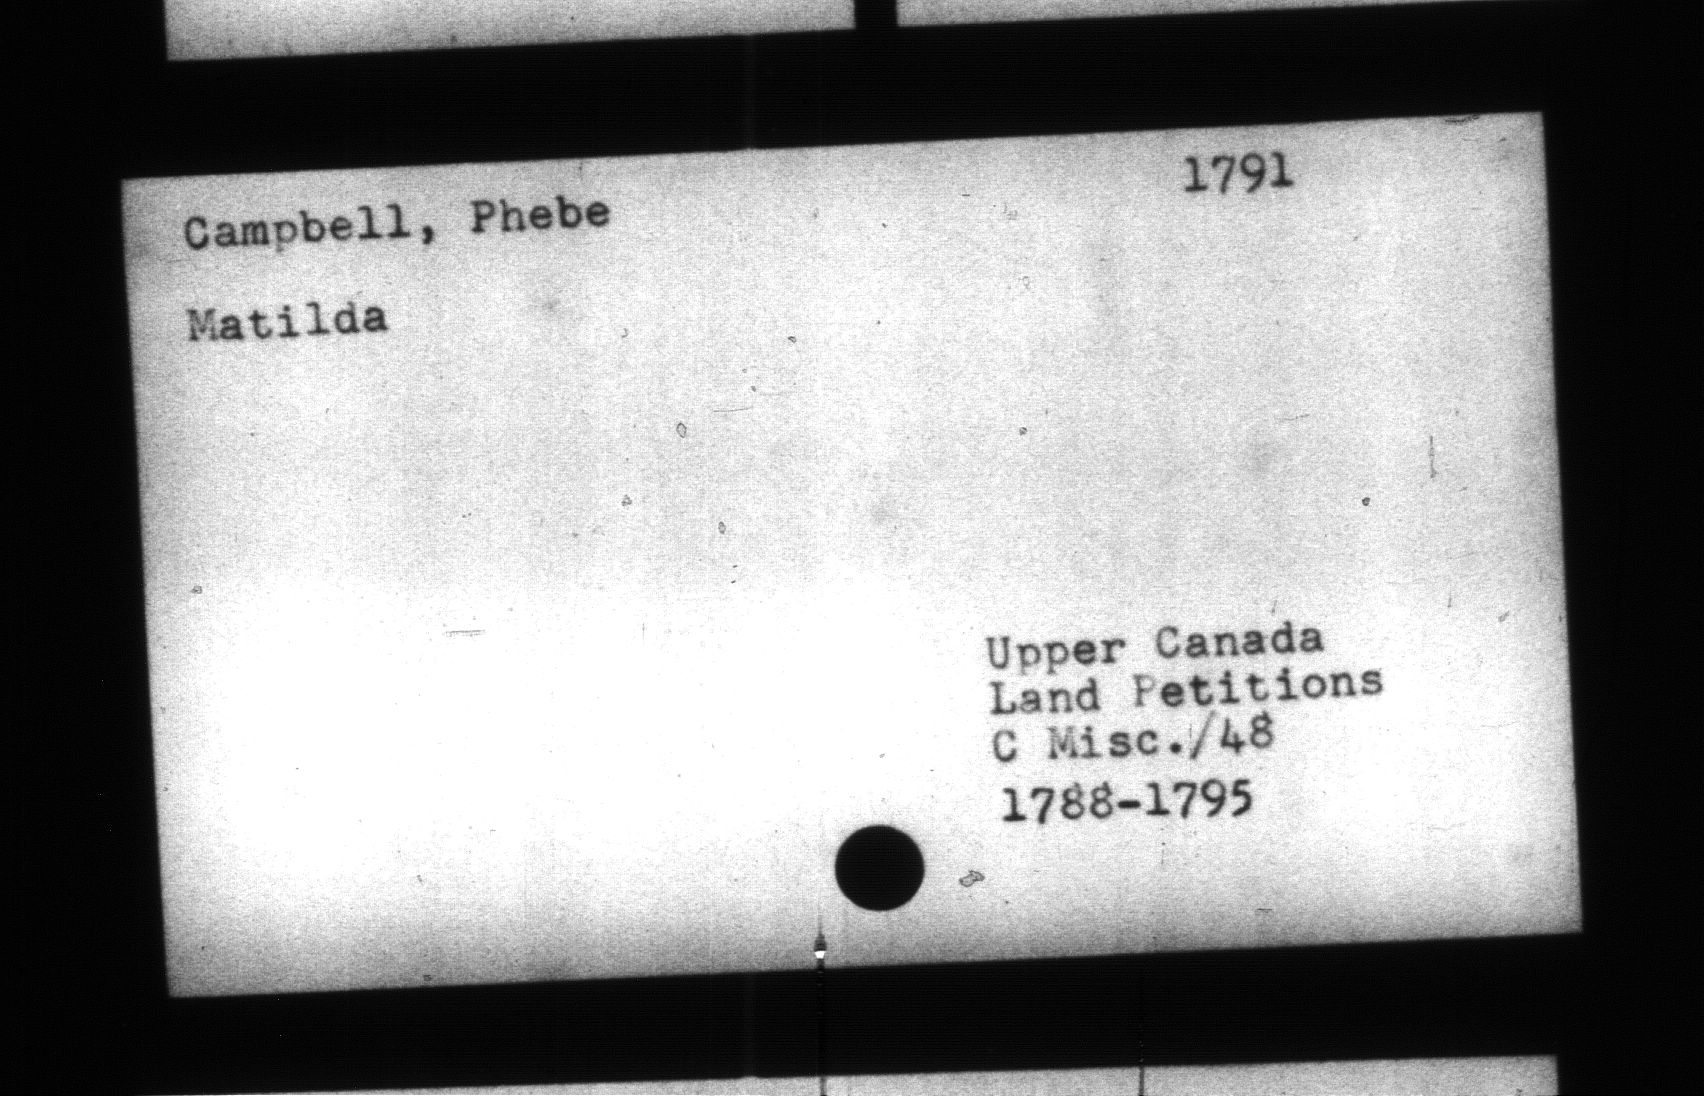 Campbell, Phebe 1791
Matilda
Upper Canada
Land Petitions
C Misc./48
1788-1795